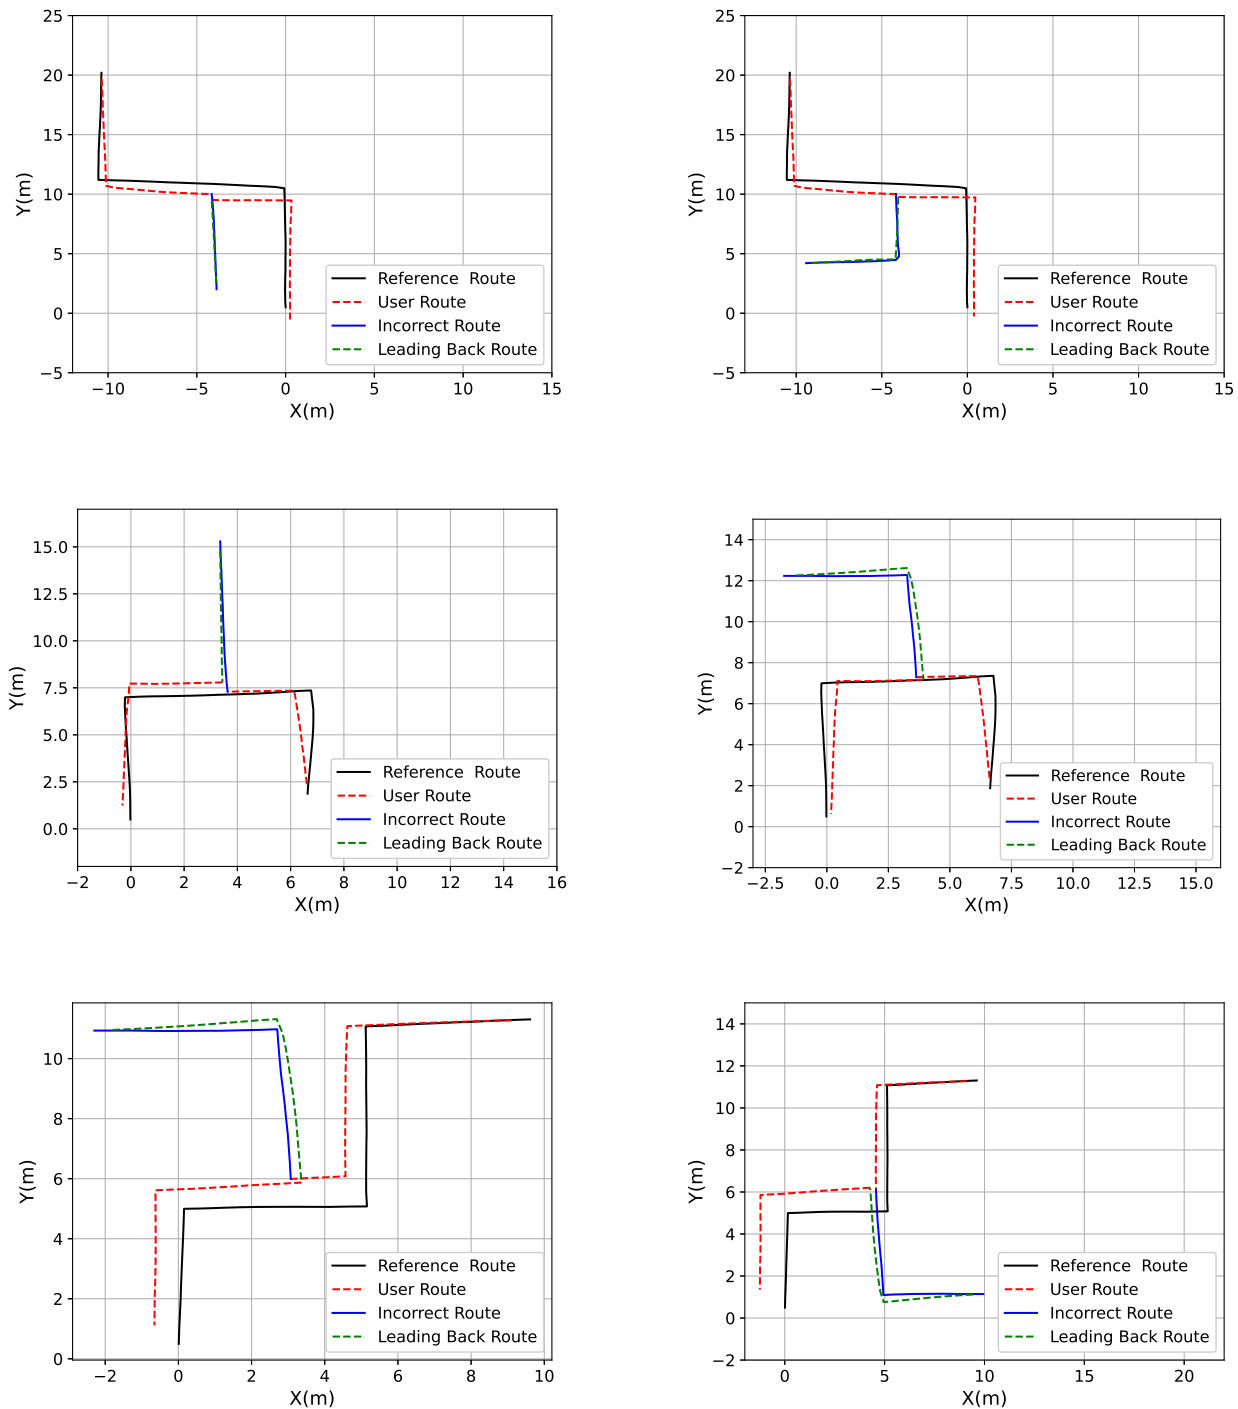 25
20
15
10
5
0
−5
Y(m)
−10 −5 0 5 10 15
X(m)
Reference  Route
User Route
Incorrect Route
Leading Back Route
25
20
15
10
5
0
−5
Y(m)
−10 −5 0 5 10 15
X(m)
Reference  Route
User Route
Incorrect Route
Leading Back Route
15.0
12.5
10.0
7.5
5.0
2.5
0.0
Y(m)
−2 0 2 4 6 8 10 12 14 16
X(m)
Reference  Route
User Route
Incorrect Route
Leading Back Route
14
12
10
8
6
4
2
0
−2
Y(m)
−2.5 0.0 2.5 5.0 7.5 10.0 12.5 15.0
X(m)
Reference  Route
User Route
Incorrect Route
Leading Back Route
10
8
6
4
2
0
Y(m)
−2 0 2 4 6 8 10
X(m)
Reference  Route
User Route
Incorrect Route
Leading Back Route
14
12
10
8
6
4
2
0
−2
Y(m)
0 5 10 15 20
X(m)
Reference  Route
User Route
Incorrect Route
Leading Back Route